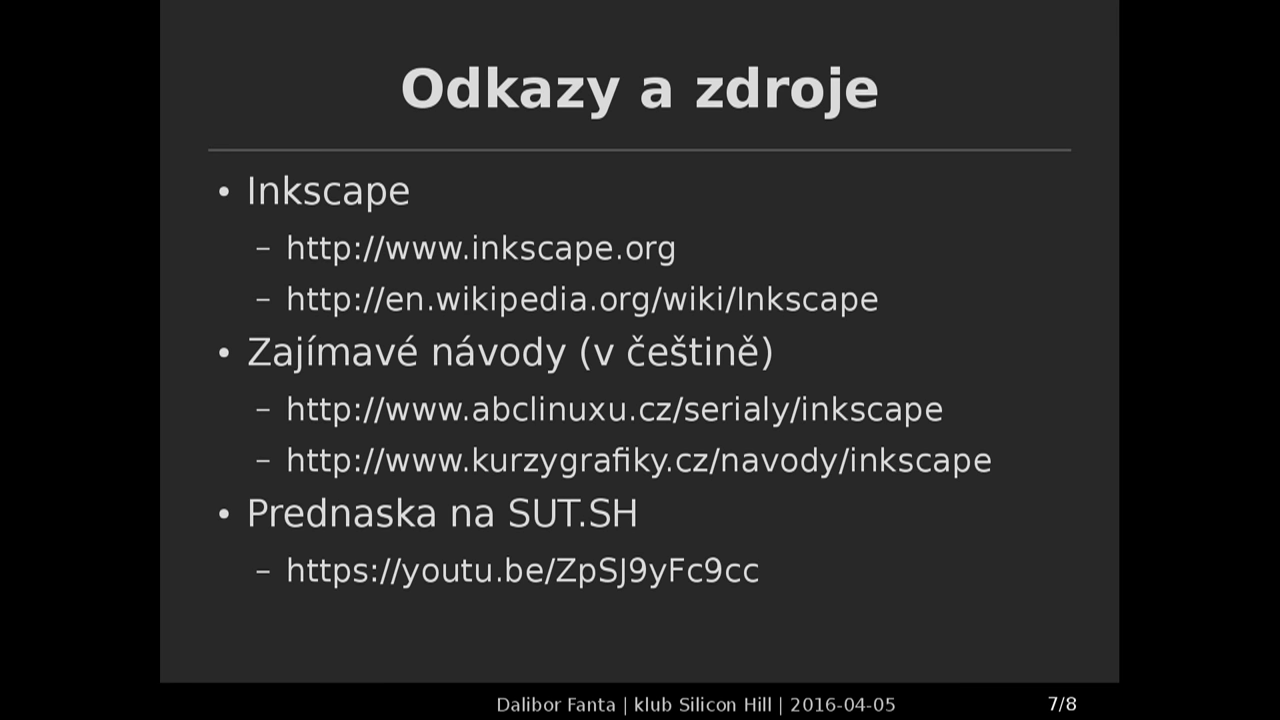 Odkazy a zdroje
• Inkscape
– http://www.inkscape.org
– http://en.wikipedia.org/wiki/Inkscape
• Zajímavé návody (v češtině)
– http://www.abclinuxu.cz/serialy/inkscape
– http://www.kurzygrafiky.cz/navody/inkscape
• Prednaska na SUT.SH
– https://youtu.be/ZpSJ9yFc9cc
Dalibor Fanta | klub Silicon Hill | 2016-04-05 7/8